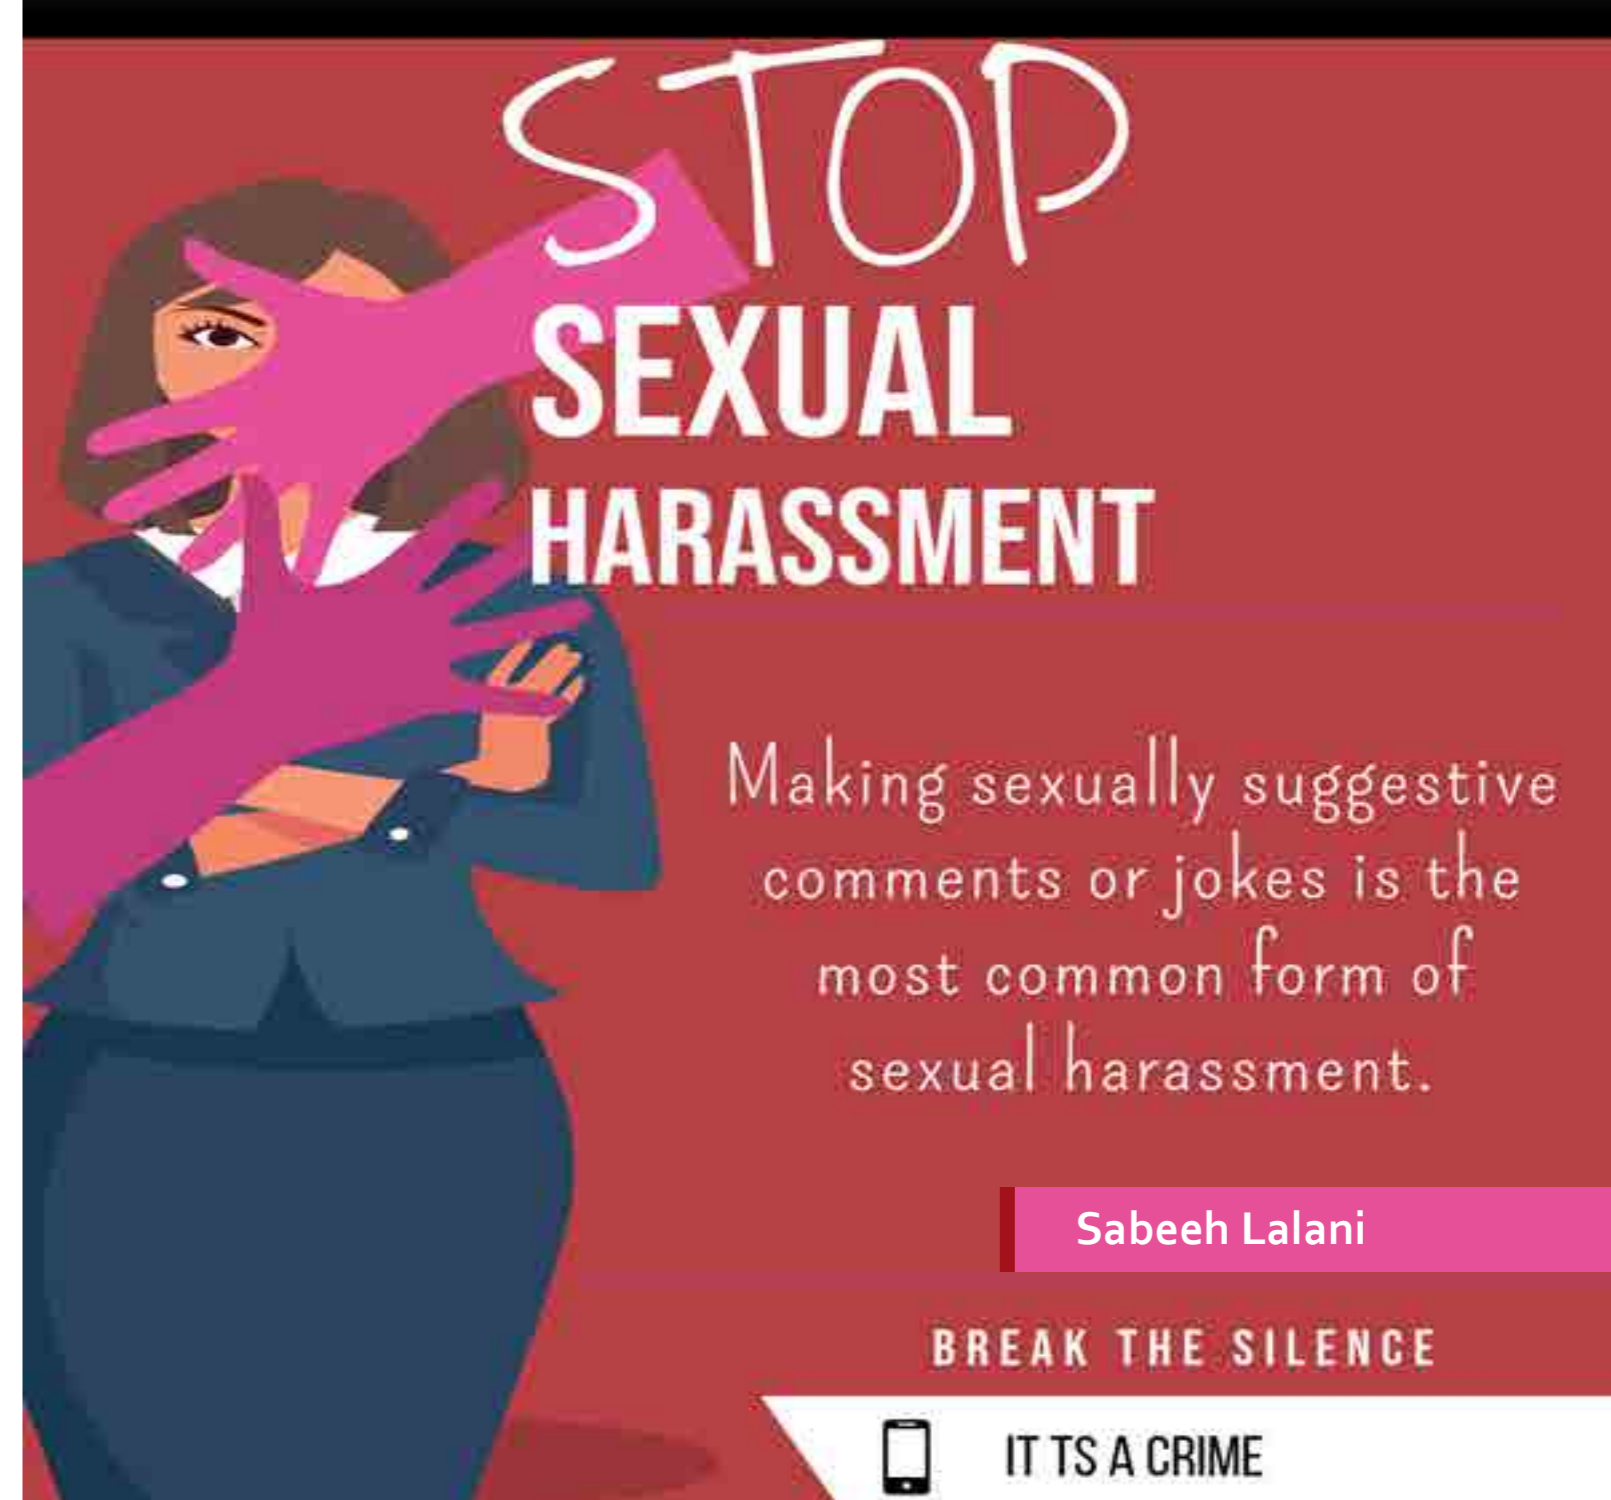 STOP
SEXUAL
HARASSMENT
Making sexually suggestive
comments or jokes is the
most common form of
sexual harassment.
Sabeeh Lalani
BREAK THE SILENCE
IT TS A CRIME